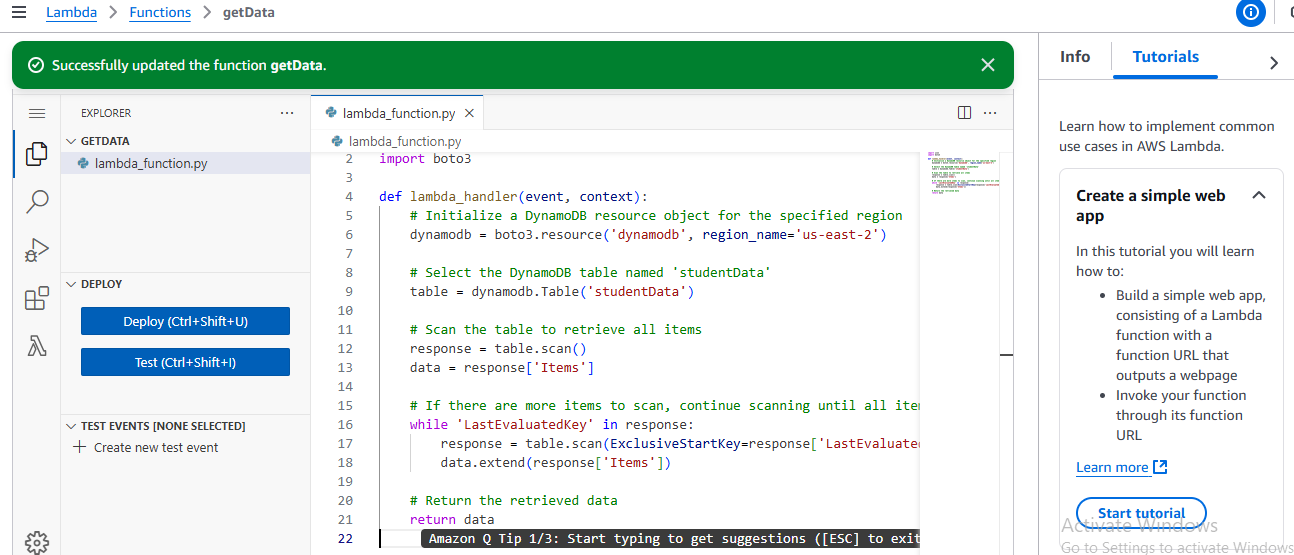 Lambda > Functions > getData
Successfully updated the function getData.
Info
Tutorials
EXPLORER
GETDATA
lambda_function.py
DEPLOY
Deploy (Ctrl+Shift+U)
Test (Ctrl+Shift+I)
TEST EVENTS [NONE SELECTED]
Create new test event
lambda_function.py
lambda_function.py
2 import boto3
3
4 def lambda_handler(event, context):
5 # Initialize a DynamoDB resource object for the specified region
6 dynamodb = boto3.resource('dynamodb', region_name='us-east-2')
7
8 # Select the DynamoDB table named 'studentData'
9 table = dynamodb.Table('studentData')
10
11 # Scan the table to retrieve all items
12 response = table.scan()
13 data = response['Items']
14
15 # If there are more items to scan, continue scanning until all
16 while 'LastEvaluatedKey' in response:
17 response = table.scan(ExclusiveStartKey=response['LastEvaluated
18 data.extend(response['Items'])
19
20 # Return the retrieved data
21 return data
22 Amazon Q Tip 1/3: Start typing to get suggestions ([ESC] to exit
Learn how to implement common
use cases in AWS Lambda.
Create a simple web
app
In this tutorial you will learn
how to:
• Build a simple web app,
consisting of a Lambda
function with a
function URL that
outputs a webpage
• Invoke your function
through its function
URL
Learn more
Start tutorial
Activate Windows
Go to Settings to activate Windows